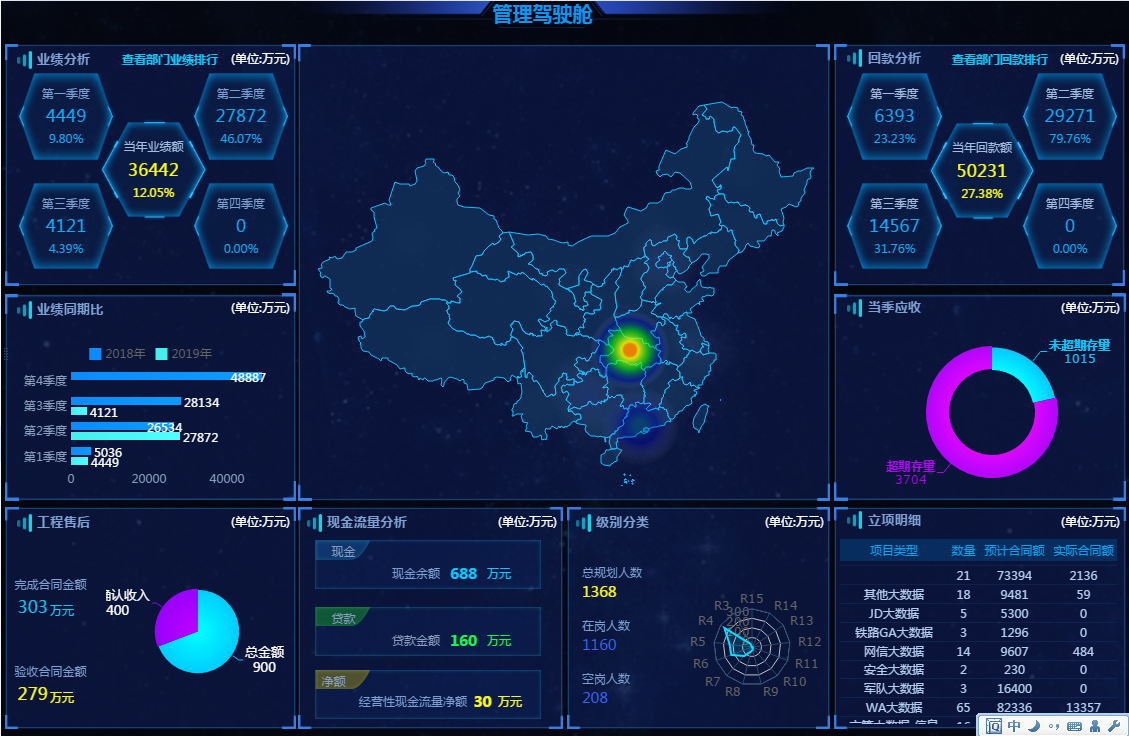 管理驾驶舱
业绩分析 查看部门业绩排行 (单位:万元)
第一季度
4449
9.80%
第二季度
27872
46.07%
当年业绩额
36442
12.05%
第三季度
4121
4.39%
第四季度
0
0.00%
回款分析 查看部门回款排行 (单位:万元)
第一季度
6393
23.23%
第二季度
29271
79.76%
当年回款额
50231
27.38%
第三季度
14567
31.76%
第四季度
0
0.00%
业绩同期比 (单位:万元)
2018年 2019年
第4季度 48887
第3季度 28134
4121
第2季度 26534
27872
第1季度 5036
4449
0 20000 40000
当季应收 (单位:万元)
未超期存量
1015
超期存量
3704
工程售后 (单位:万元)
完成合同金额
303万元
验收合同金额
279万元
确认收入
400
总金额
900
现金流量分析 (单位:万元)
现金
现金余额 688 万元
贷款
贷款金额 160 万元
净额
经营性现金流量净额 30 万元
级别分类 (单位:万元)
总规划人数
1368
在岗人数
1160
空岗人数
208
R15
R3 R14
300
R4 200 R13
R5 R12
R6 R11
R7 R10
R8 R9
立项明细 (单位:万元)
项目类型 数量 预计合同额 实际合同额
21 73394 2136
其他大数据 18 9481 59
JD大数据 5 5300 0
铁路GA大数据 3 1296 0
网信大数据 14 9607 484
安全大数据 2 230 0
军队大数据 3 16400 0
WA大数据 65 82336 13357
中